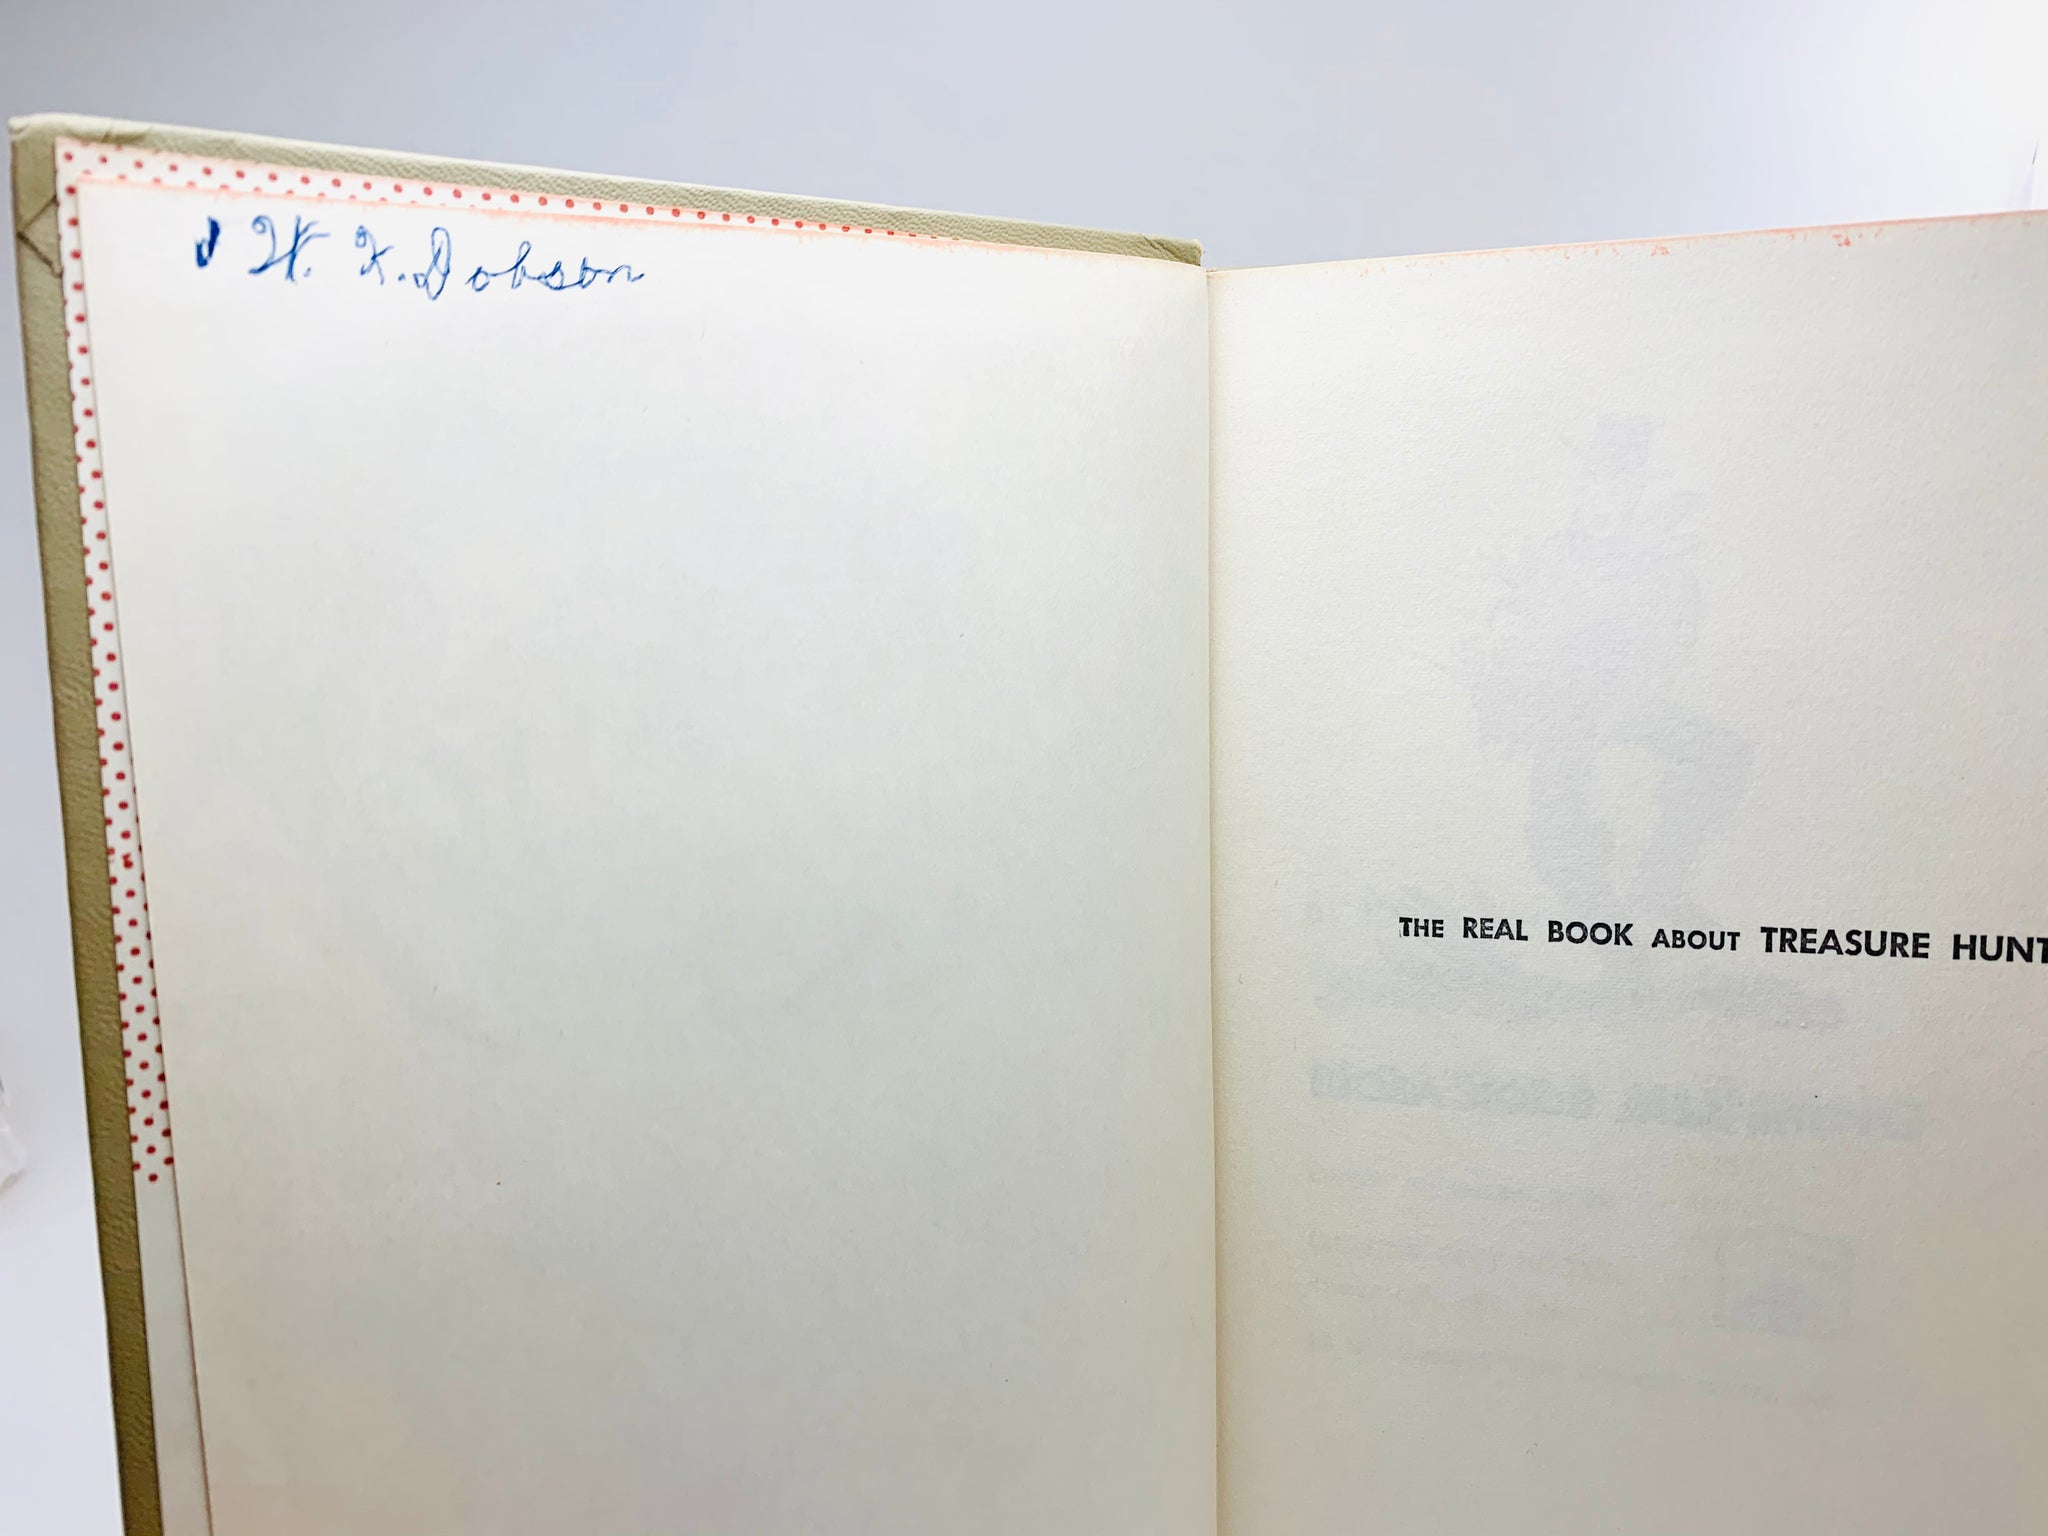 H. K. Dobson
THE REAL BOOK ABOUT TREASURE HUNT